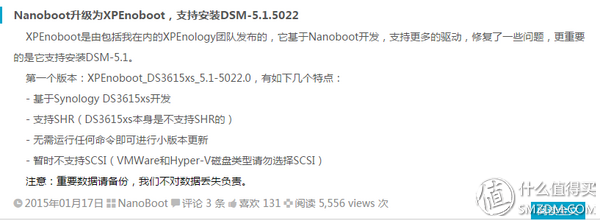 Nanoboot升级为XPEnoboot，支持安装DSM-5.1.5022
XPEnoboot是由包括我在内的XPEnology团队发布的，它基于Nanoboot开发，支持更多的驱动，修复了一些问题，更重要
的是它支持安装DSM-5.1。
第一个版本：XPEnoboot_DS3615xs_5.1-5022.0，有如下几个特点：
- 基于Synology DS3615xs开发
- 支持SHR（DS3615xs本身是不支持SHR的）
- 无需运行任何命令即可进行小版本更新
- 暂时不支持SCSI（VMWare和Hyper-V磁盘类型请勿选择SCSI）
注意：重要数据请备份，我们不对数据丢失负责。
2015年01月17日 NanoBoot 评论 3 条 喜欢 131 阅读 5,556 views 次
值 什么值得买
SMZDM.COM